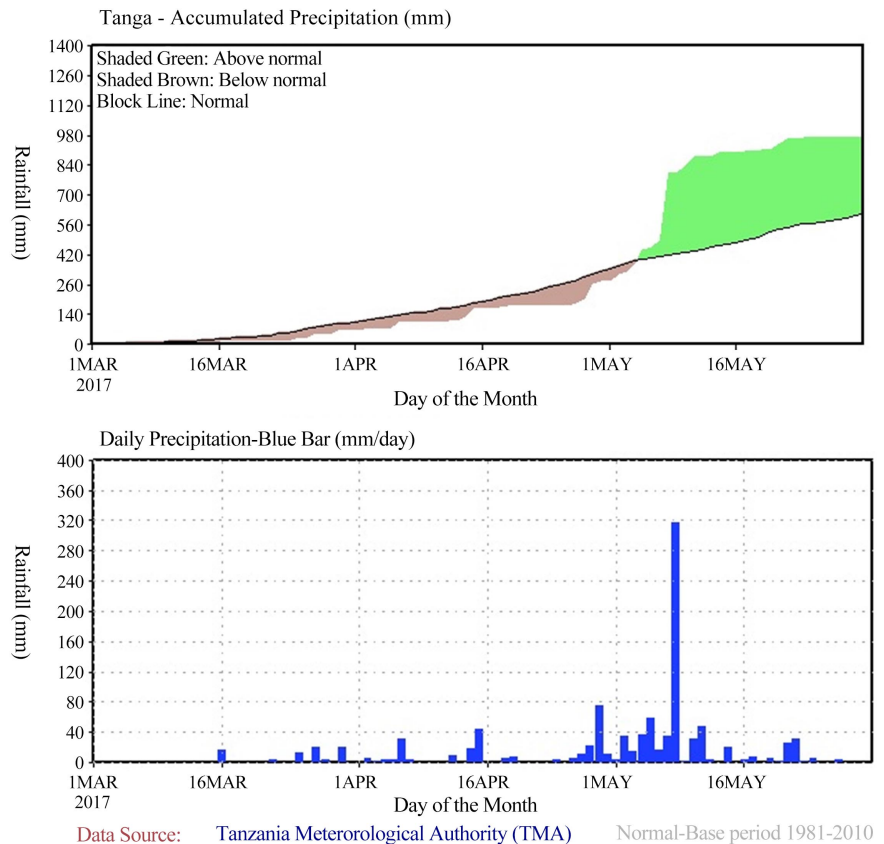 Tanga - Accumulated Precipitation (mm)
1400
1260
1120
980
840
700
560
420
260
140
0
Rainfall (mm)
Shaded Green: Above normal
Shaded Brown: Below normal
Block Line: Normal
1MAR 16MAR 1APR 16APR 1MAY 16MAY
2017
Day of the Month
Daily Precipitation-Blue Bar (mm/day)
400
360
320
280
240
200
160
120
80
40
0
Rainfall (mm)
1MAR 16MAR 1APR 16APR 1MAY 16MAY
2017
Day of the Month
Data Source: Tanzania Meterorological Authority (TMA) Normal-Base period 1981-2010